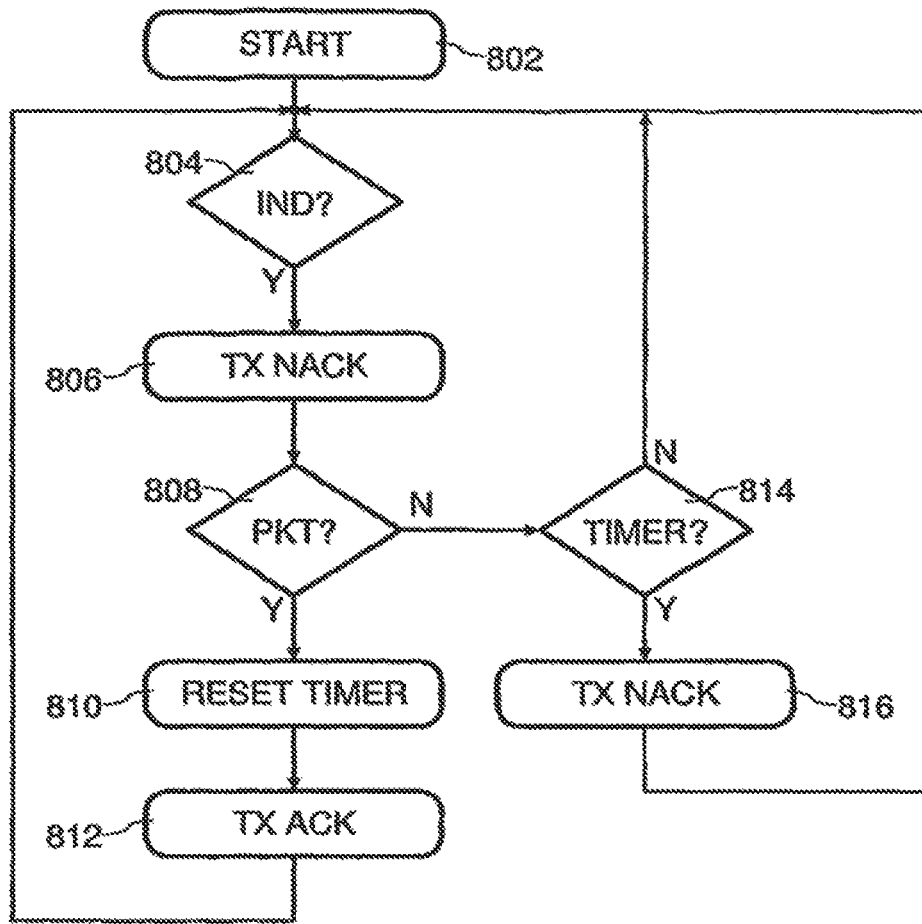 START
802
804
IND?
Y
TX NACK
806
808
PKT?
N
Y
N
814
TIMER?
Y
RESET TIMER
810
TX NACK
816
TX ACK
812